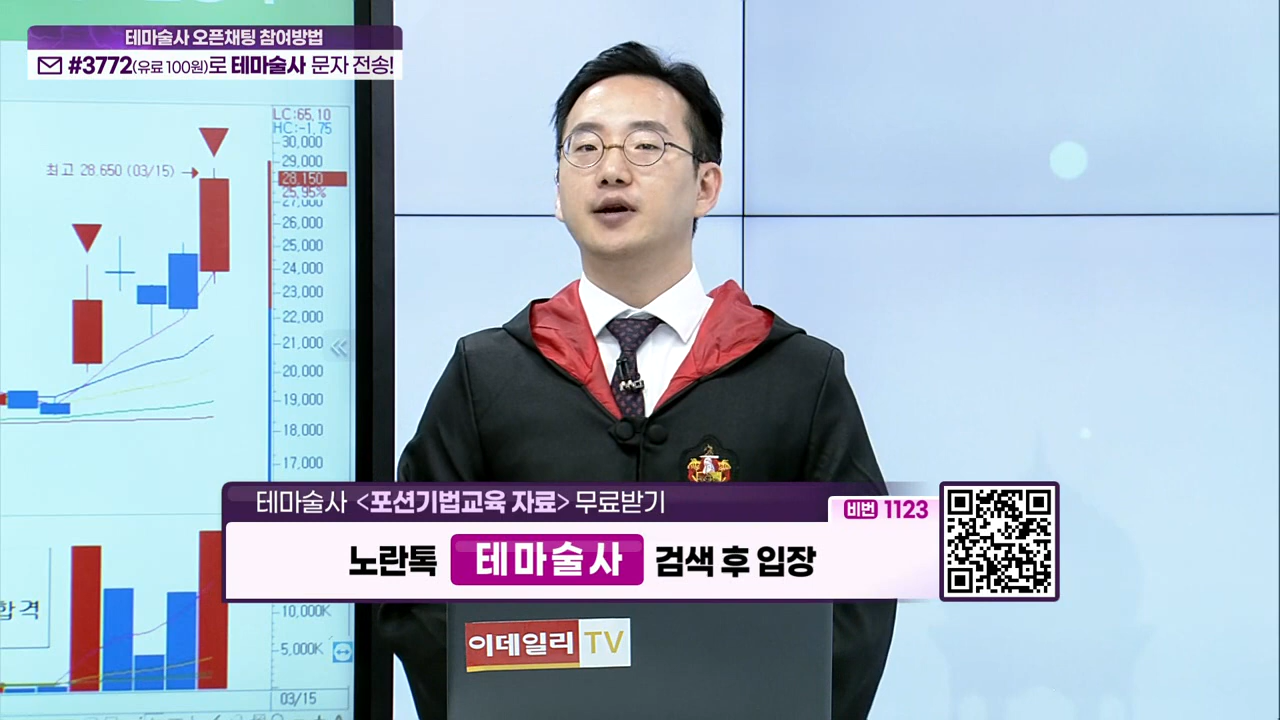 테마술사 오픈채팅 참여방법
#3772(유료 100원)로 테마술사 문자 전송!
LC:65.10
HC:-1.75
30,000
29,000
최고 28.650 (03/15) →
28,150
25.95%
27,000
26,000
25,000
24,000
23,000
22,000
21,000
20,000
19,000
18,000
17,000
테마술사 <포션기법교육 자료> 무료받기
비번 1123
노란톡 테마술사 검색 후 입장
합격
10,000K
5,000K
03/15
이데일리 TV